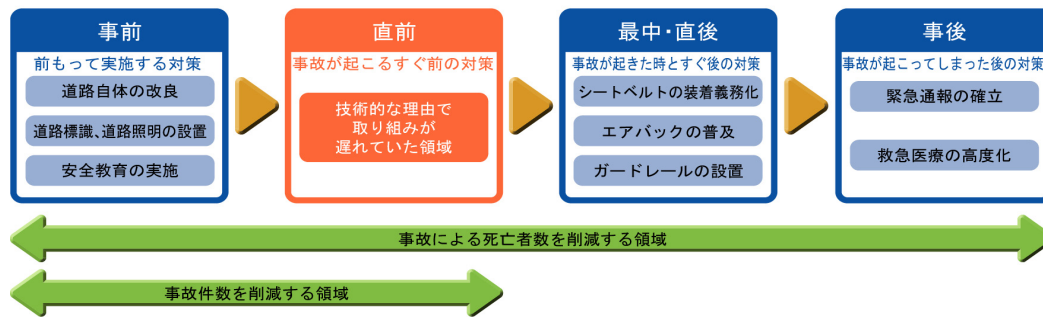 事前
前もって実施する対策
道路自体の改良
道路標識、道路照明の設置
安全教育の実施
直前
事故が起こるすぐ前の対策
技術的な理由で
取り組みが
遅れていた領域
最中・直後
事故が起きた時とすぐ後の対策
シートベルトの装着義務化
エアバックの普及
ガードレールの設置
事後
事故が起こってしまった後の対策
緊急通報の確立
救急医療の高度化
事故による死亡者数を削減する領域
事故件数を削減する領域